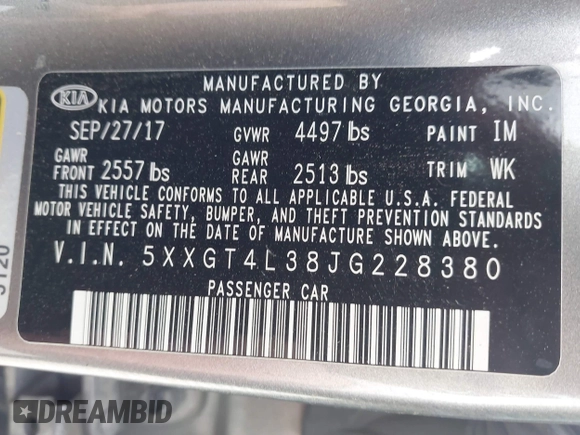 MANUFACTURED BY
KIA KIA MOTORS MANUFACTURING GEORGIA, INC.
SEP/27/17 GVWR 4497 lbs PAINT IM
GAWR FRONT 2557 lbs GAWR REAR 2513 lbs TRIM WK
THIS VEHICLE CONFORMS TO ALL APPLICABLE U.S.A. FEDERAL
MOTOR VEHICLE SAFETY, BUMPER, AND THEFT PREVENTION STANDARDS
IN EFFECT ON THE DATE OF MANUFACTURE SHOWN ABOVE.
V.I.N. 5XXGT4L38JG228380
PASSENGER CAR
DREAMBID